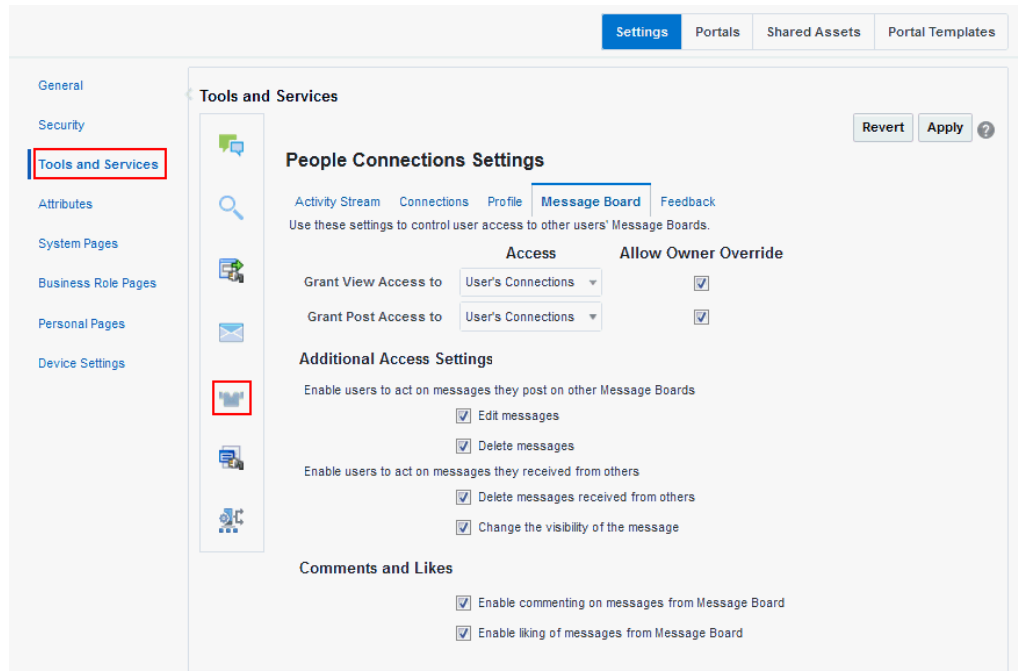 Settings Portals Shared Assets Portal Templates
General
Security
Tools and Services
Attributes
System Pages
Business Role Pages
Personal Pages
Device Settings
Tools and Services
Revert Apply ?
People Connections Settings
Activity Stream Connections Profile Message Board Feedback
Use these settings to control user access to other users' Message Boards.
Access Allow Owner Override
Grant View Access to User's Connections
Grant Post Access to User's Connections
Additional Access Settings
Enable users to act on messages they post on other Message Boards
Edit messages
Delete messages
Enable users to act on messages they received from others
Delete messages received from others
Change the visibility of the message
Comments and Likes
Enable commenting on messages from Message Board
Enable liking of messages from Message Board